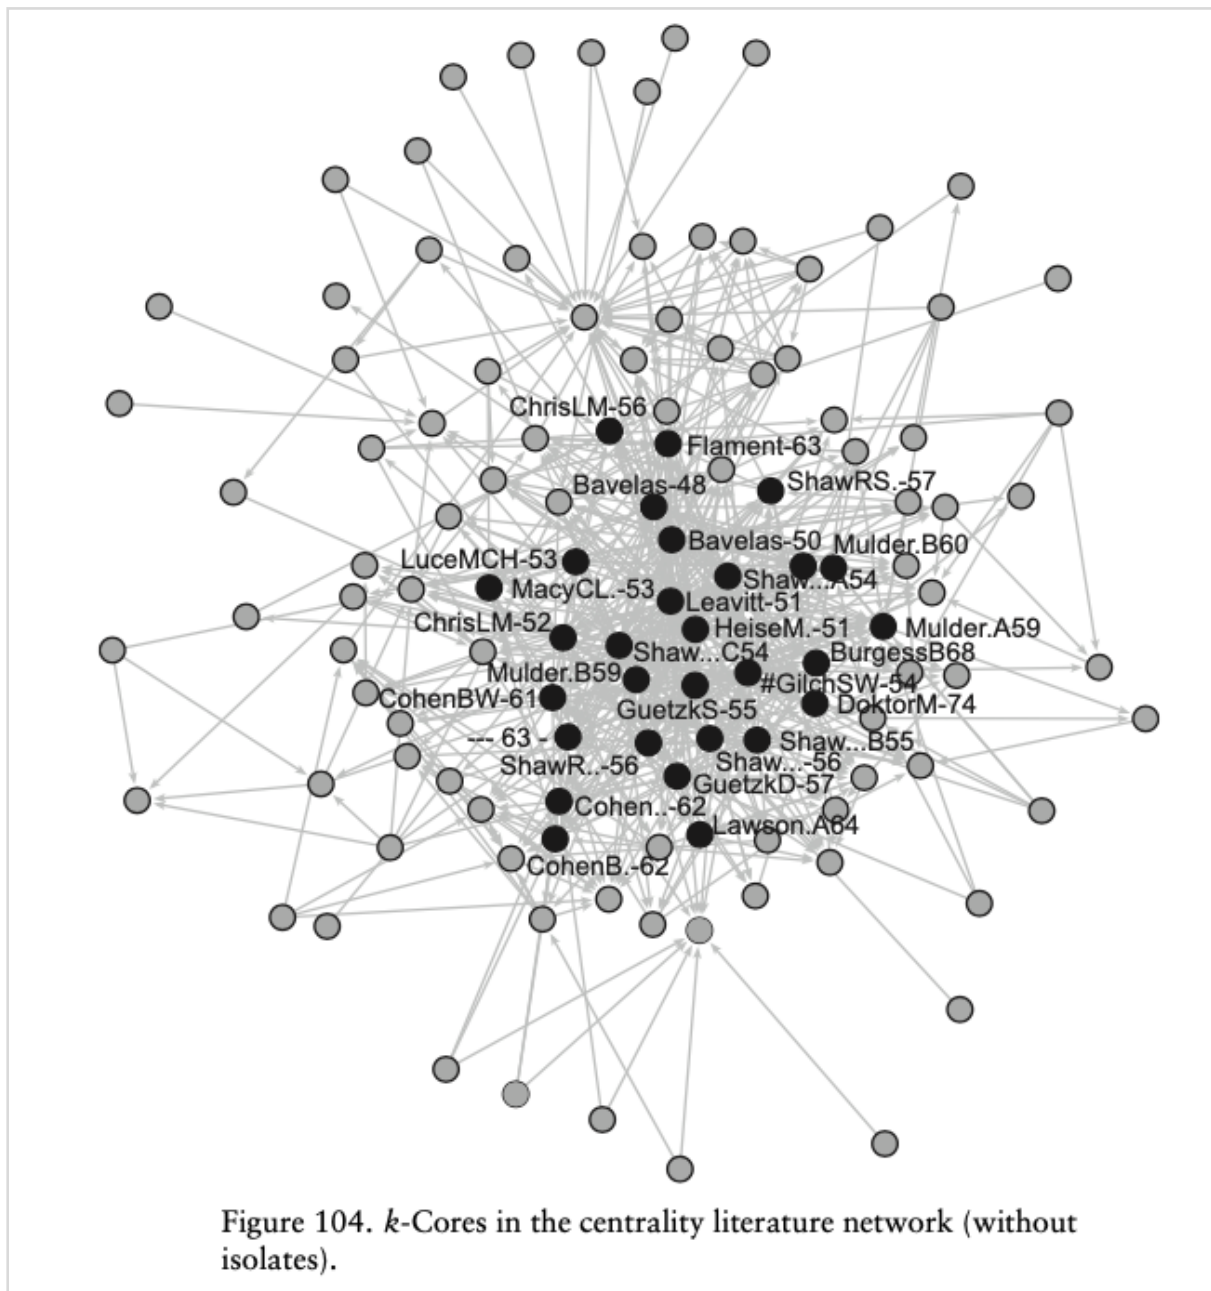 ChrisLM-56
Flament-63
ShawRS.-57
Bavelas-48
Bavelas-50
Mulder.B60
LuceMCH-53
Shaw...A54
MacyCL.-53
Leavitt-51
ChrisLM-52
HeiseM.-51
Mulder.A59
Shaw...C54
BurgessB68
Mulder.B59
#GilchSW-54
CohenBW-61
DoktorM-74
GuetzkS-55
--- 63 -
Shaw...B55
ShawR..-56
Shaw...-56
GuetzkD-57
Cohen..-62
Lawson.A64
CohenB.-62
Figure 104. k-Cores in the centrality literature network (without
isolates).